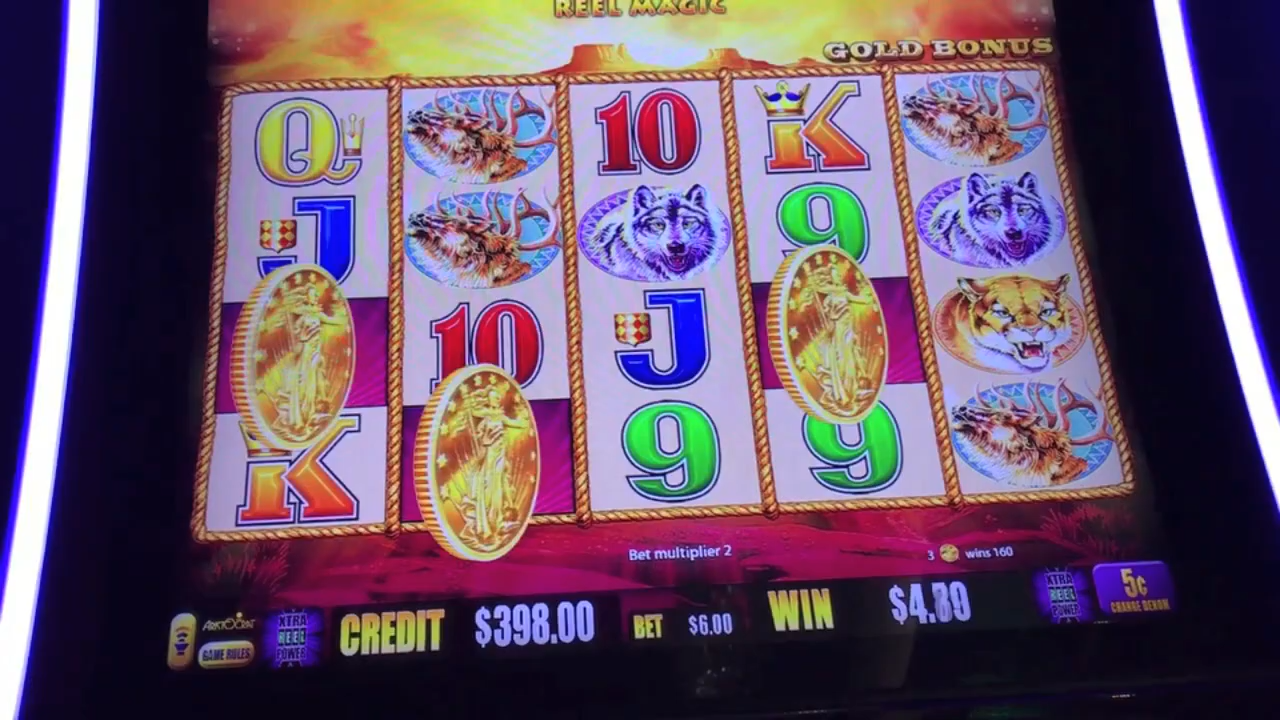 REEL MAGIC
GOLD BONUS
Q 10 K
J 9
10 J
K 9 9
Bet multiplier 2
3 wins 160
ARISTOCRAT
GAME RULES
XTRA
REEL
POWER
CREDIT $398.00
BET $6.00
WIN
XTRA
REEL
POWER
5¢
CHANGE DENOM